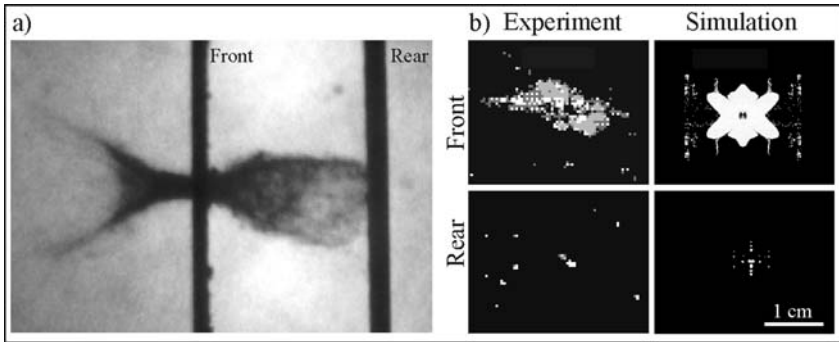 a)
Front
Rear
b) Experiment Simulation
Front
Rear
1 cm